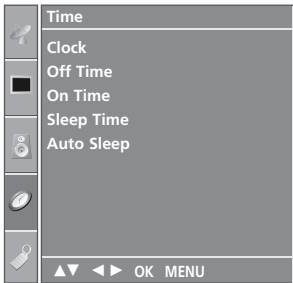 Time
Clock
Off Time
On Time
Sleep Time
Auto Sleep
▲▼ ◄► OK MENU